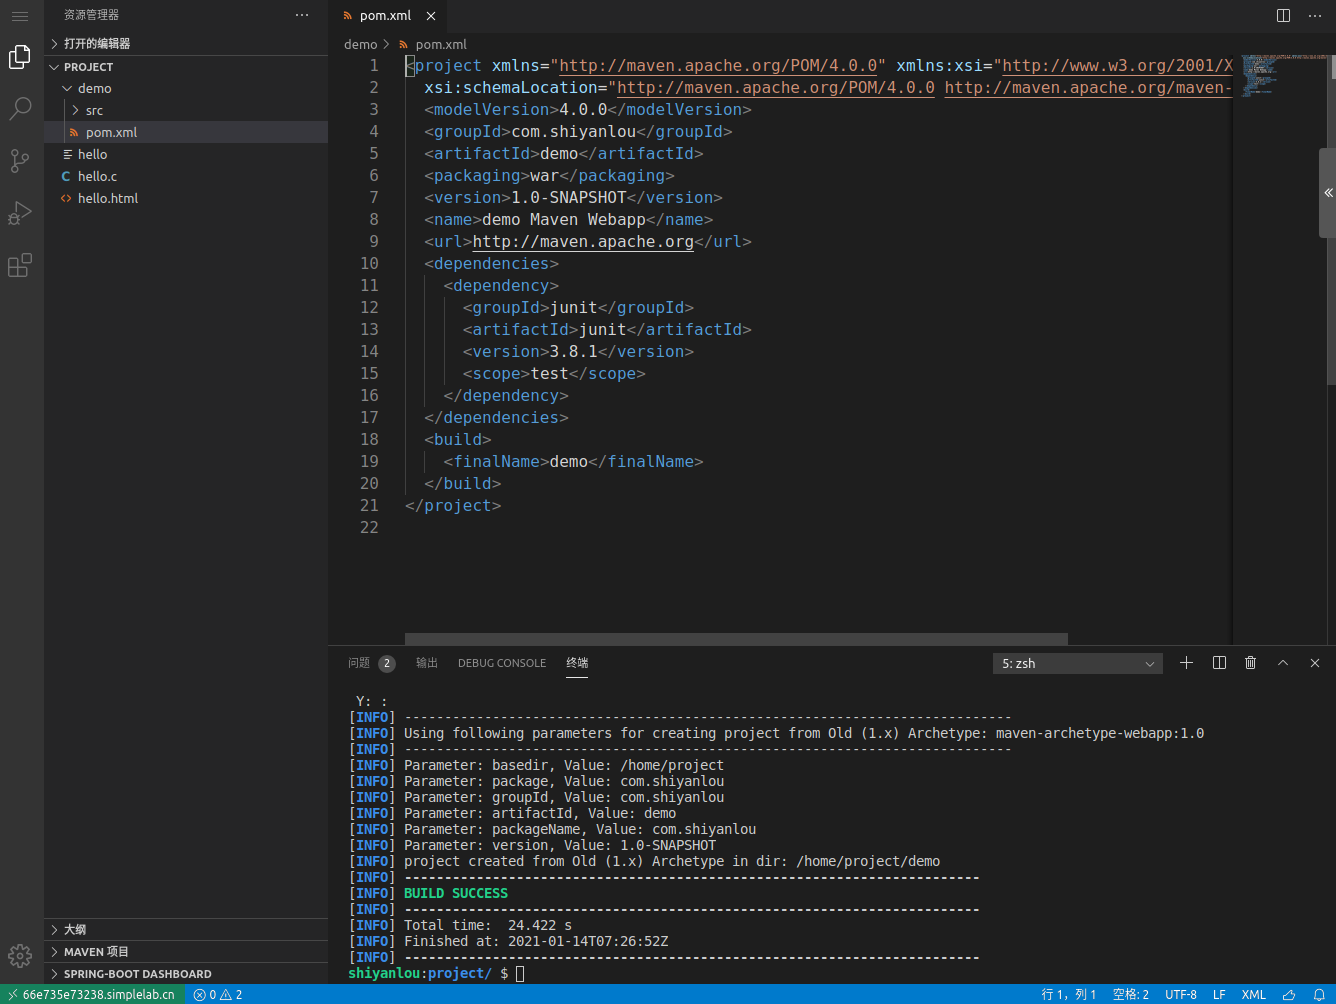 资源管理器
打开的编辑器
PROJECT
demo
src
pom.xml
hello
C hello.c
hello.html
大纲
MAVEN 项目
SPRING-BOOT DASHBOARD
pom.xml
demo > pom.xml
1 <project xmlns="http://maven.apache.org/POM/4.0.0" xmlns:xsi="http://www.w3.org/2001/X
2 xsi:schemaLocation="http://maven.apache.org/POM/4.0.0 http://maven.apache.org/maven-
3 <modelVersion>4.0.0</modelVersion>
4 <groupId>com.shiyanlou</groupId>
5 <artifactId>demo</artifactId>
6 <packaging>war</packaging>
7 <version>1.0-SNAPSHOT</version>
8 <name>demo Maven Webapp</name>
9 <url>http://maven.apache.org</url>
10 <dependencies>
11 <dependency>
12 <groupId>junit</groupId>
13 <artifactId>junit</artifactId>
14 <version>3.8.1</version>
15 <scope>test</scope>
16 </dependency>
17 </dependencies>
18 <build>
19 <finalName>demo</finalName>
20 </build>
21 </project>
22
问题 2 输出 DEBUG CONSOLE 终端 5: zsh
Y: :
[INFO] ----------------------------------------------------------------------------
[INFO] Using following parameters for creating project from Old (1.x) Archetype: maven-archetype-webapp:1.0
[INFO] ----------------------------------------------------------------------------
[INFO] Parameter: basedir, Value: /home/project
[INFO] Parameter: package, Value: com.shiyanlou
[INFO] Parameter: groupId, Value: com.shiyanlou
[INFO] Parameter: artifactId, Value: demo
[INFO] Parameter: packageName, Value: com.shiyanlou
[INFO] Parameter: version, Value: 1.0-SNAPSHOT
[INFO] project created from Old (1.x) Archetype in dir: /home/project/demo
[INFO] ------------------------------------------------------------------------
[INFO] BUILD SUCCESS
[INFO] ------------------------------------------------------------------------
[INFO] Total time:  24.422 s
[INFO] Finished at: 2021-01-14T07:26:52Z
[INFO] ------------------------------------------------------------------------
shiyanlou:project/ $
66e735e73238.simplelab.cn 0 2 行 1，列 1 空格: 2 UTF-8 LF XML